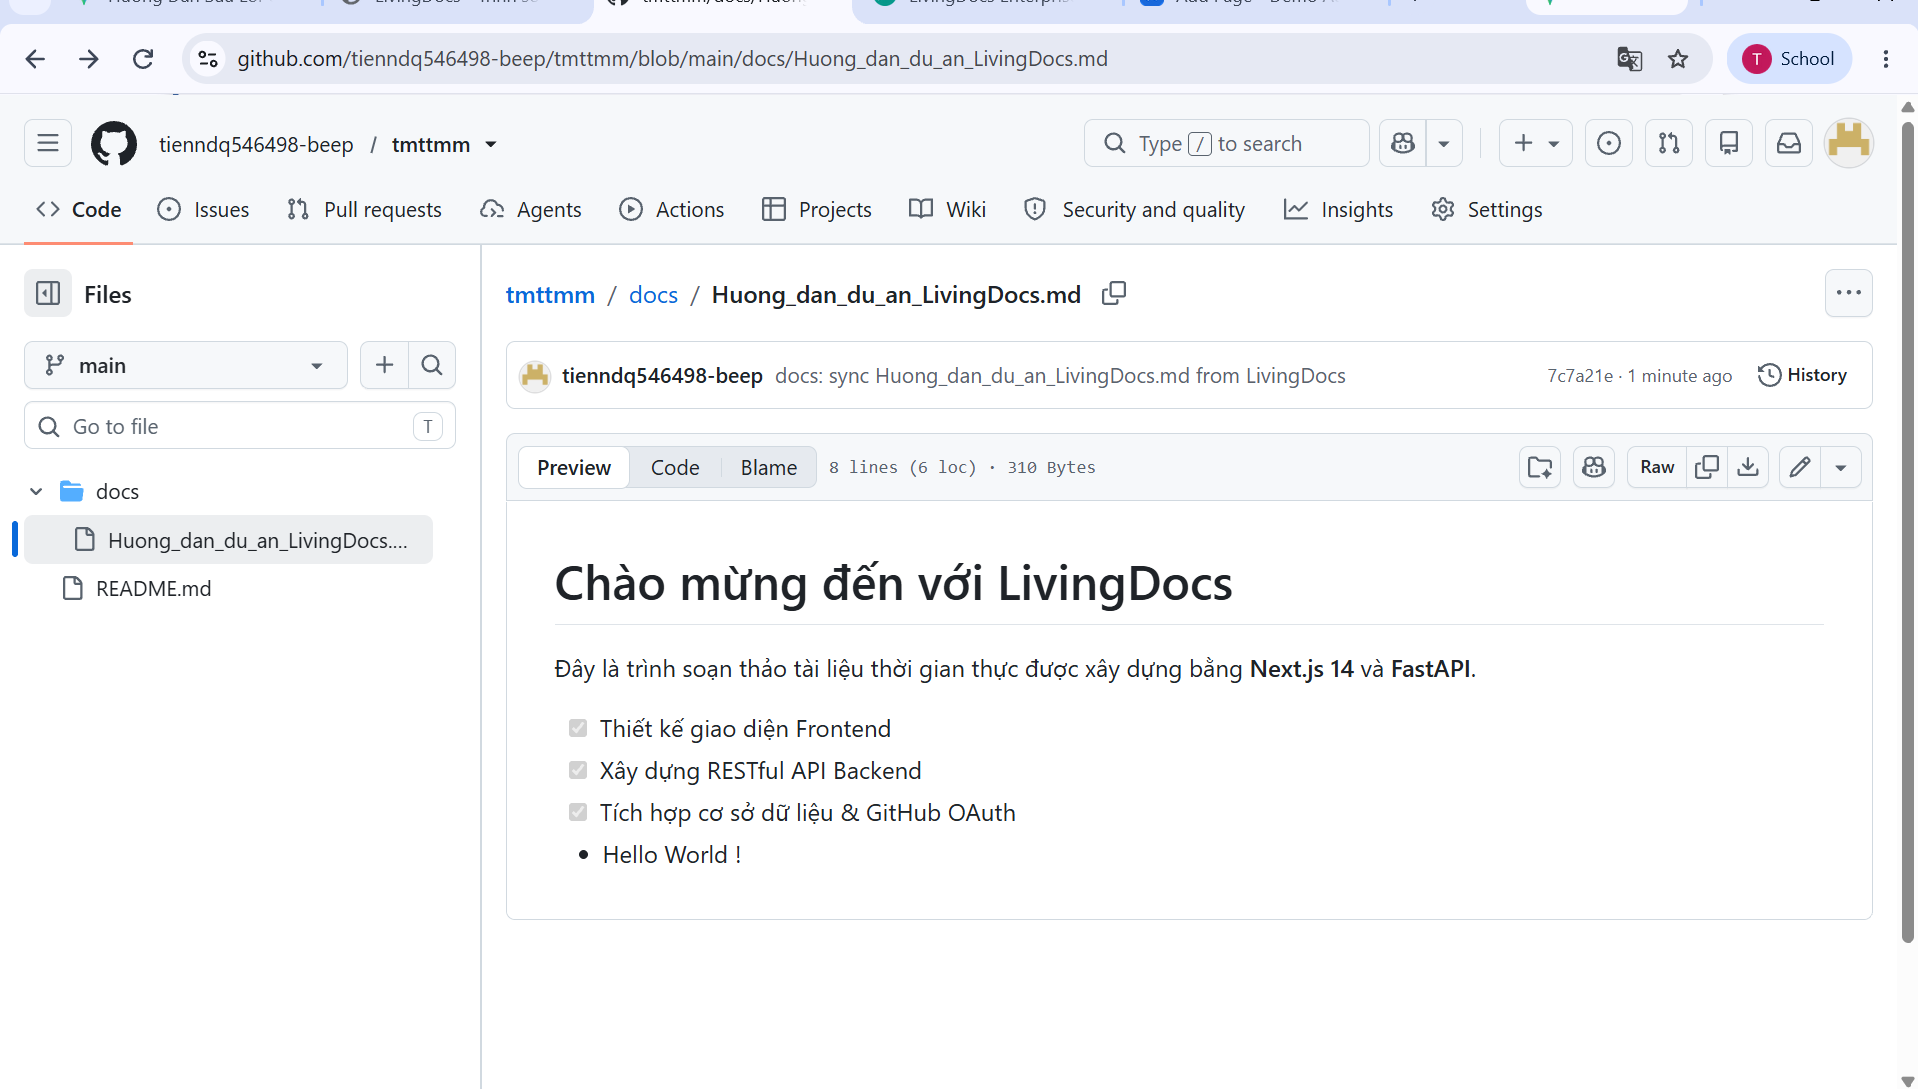 github.com/tienndq546498-beep/tmttmm/blob/main/docs/Huong_dan_du_an_LivingDocs.md
T School
tienndq546498-beep / tmttmm
Type / to search
Code Issues Pull requests Agents Actions Projects Wiki Security and quality Insights Settings
Files
main
Go to file T
docs
Huong_dan_du_an_LivingDocs....
README.md
tmttmm / docs / Huong_dan_du_an_LivingDocs.md
tienndq546498-beep docs: sync Huong_dan_du_an_LivingDocs.md from LivingDocs 7c7a21e · 1 minute ago History
Preview Code Blame 8 lines (6 loc) · 310 Bytes Raw
Chào mừng đến với LivingDocs
Đây là trình soạn thảo tài liệu thời gian thực được xây dựng bằng Next.js 14 và FastAPI.
Thiết kế giao diện Frontend
Xây dựng RESTful API Backend
Tích hợp cơ sở dữ liệu & GitHub OAuth
Hello World !